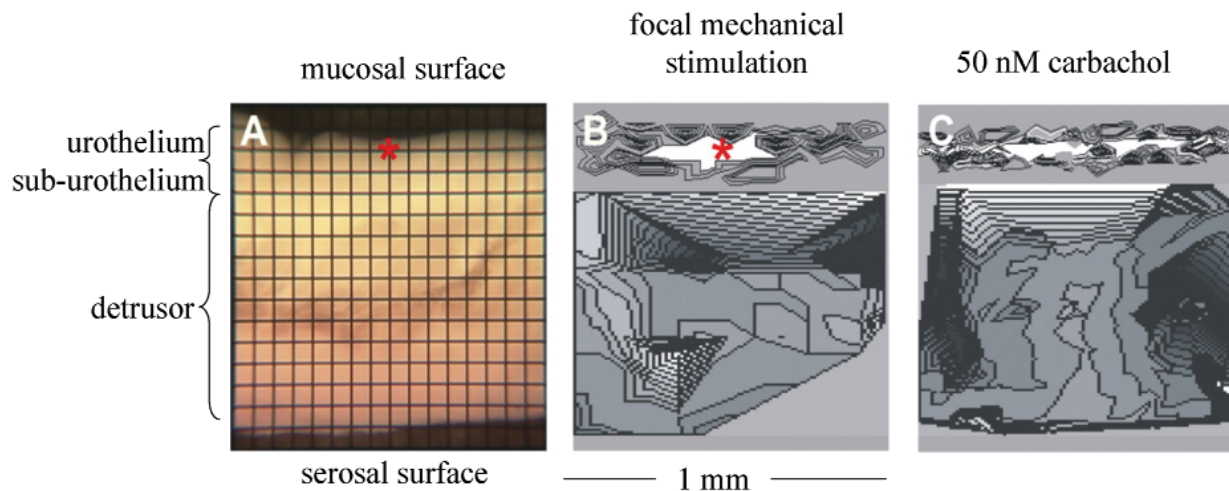 focal mechanical
stimulation
mucosal surface
50 nM carbachol
A
B
C
urothelium
sub-urothelium
detrusor
serosal surface
1 mm